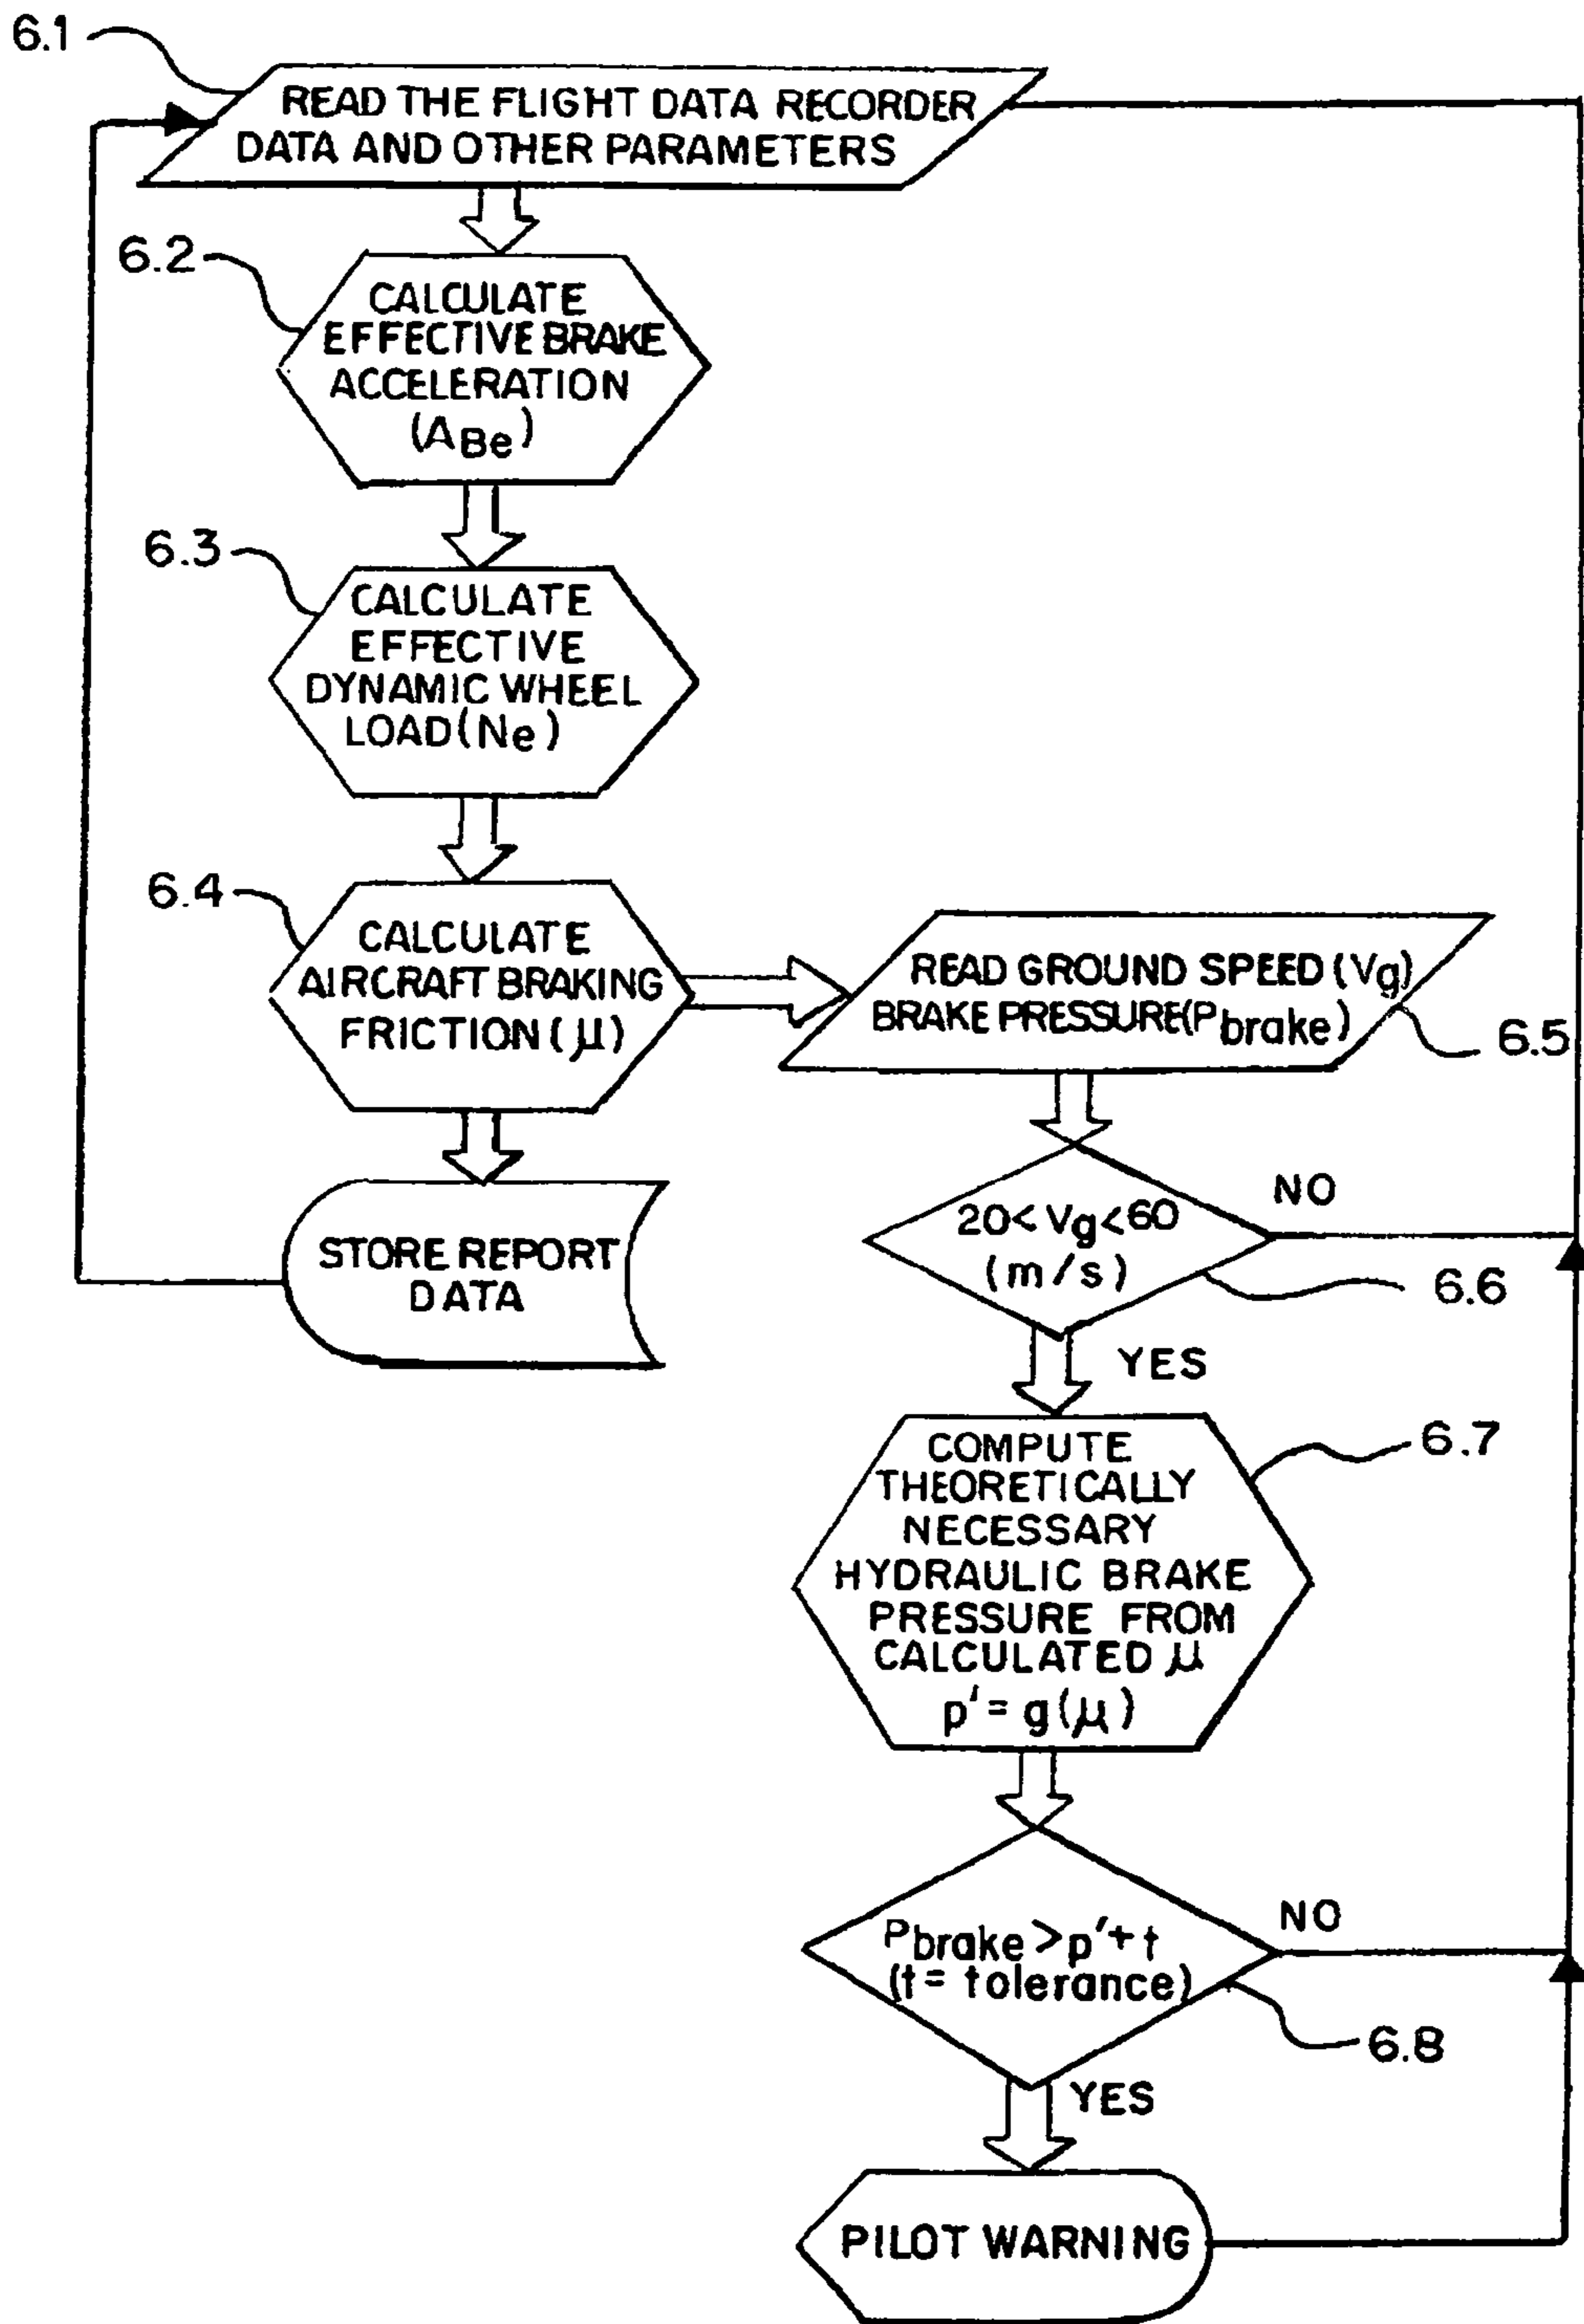 6.1
READ THE FLIGHT DATA RECORDER
DATA AND OTHER PARAMETERS
6.2
CALCULATE
EFFECTIVE BRAKE
ACCELERATION
(ABe)
6.3
CALCULATE
EFFECTIVE
DYNAMIC WHEEL
LOAD(Ne)
6.4
CALCULATE
AIRCRAFT BRAKING
FRICTION(μ)
STORE REPORT
DATA
READ GROUND SPEED (Vg)
BRAKE PRESSURE(Pbrake)
6.5
20<Vg<60
(m/s)
NO
6.6
YES
COMPUTE
THEORETICALLY
NECESSARY
HYDRAULIC BRAKE
PRESSURE FROM
CALCULATED μ
p'=g(μ)
6.7
Pbrake>p'+t
(t= tolerance)
NO
6.8
YES
PILOT WARNING